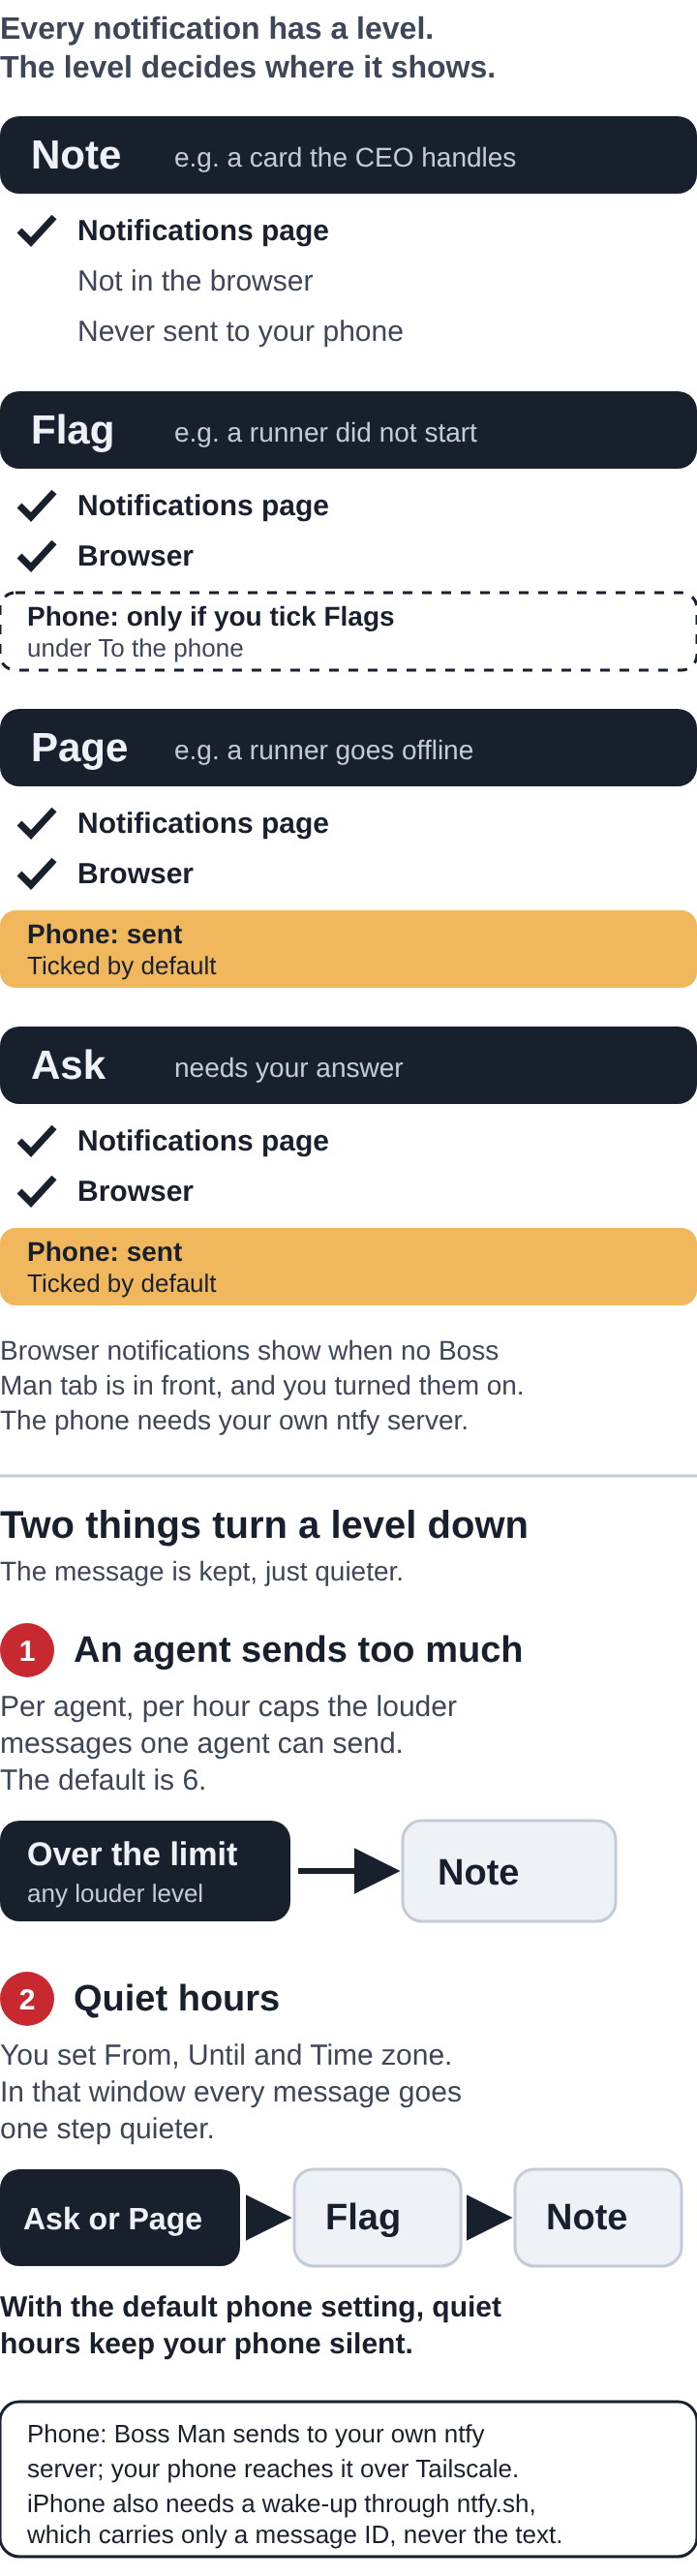 Every notification has a level.
The level decides where it shows.
Note e.g. a card the CEO handles
Notifications page
Not in the browser
Never sent to your phone
Flag e.g. a runner did not start
Notifications page
Browser
Phone: only if you tick Flags
under To the phone
Page e.g. a runner goes offline
Notifications page
Browser
Phone: sent
Ticked by default
Ask needs your answer
Notifications page
Browser
Phone: sent
Ticked by default
Browser notifications show when no Boss
Man tab is in front, and you turned them on.
The phone needs your own ntfy server.
Two things turn a level down
The message is kept, just quieter.
1 An agent sends too much
Per agent, per hour caps the louder
messages one agent can send.
The default is 6.
Over the limit
any louder level
Note
2 Quiet hours
You set From, Until and Time zone.
In that window every message goes
one step quieter.
Ask or Page Flag Note
With the default phone setting, quiet
hours keep your phone silent.
Phone: Boss Man sends to your own ntfy
server; your phone reaches it over Tailscale.
iPhone also needs a wake-up through ntfy.sh,
which carries only a message ID, never the text.